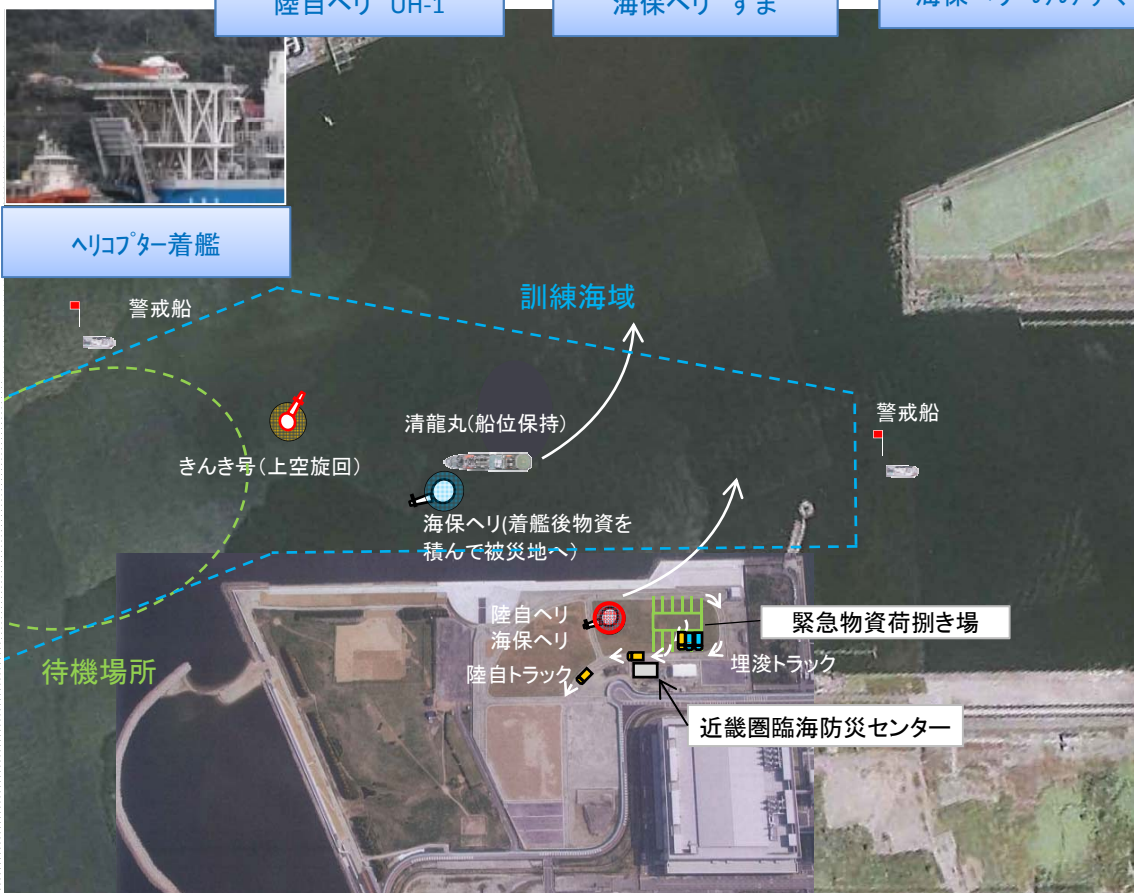 陸自ヘリ UH-1
海保ヘリ すま
ヘリコプター着艦
訓練海域
警戒船
清龍丸(船位保持)
警戒船
きんき号(上空旋回)
海保ヘリ(着艦後物資を
積んで被災地へ)
陸自ヘリ
海保ヘリ
緊急物資荷捌き場
陸自トラック
埋浚トラック
待機場所
近畿圏臨海防災センター